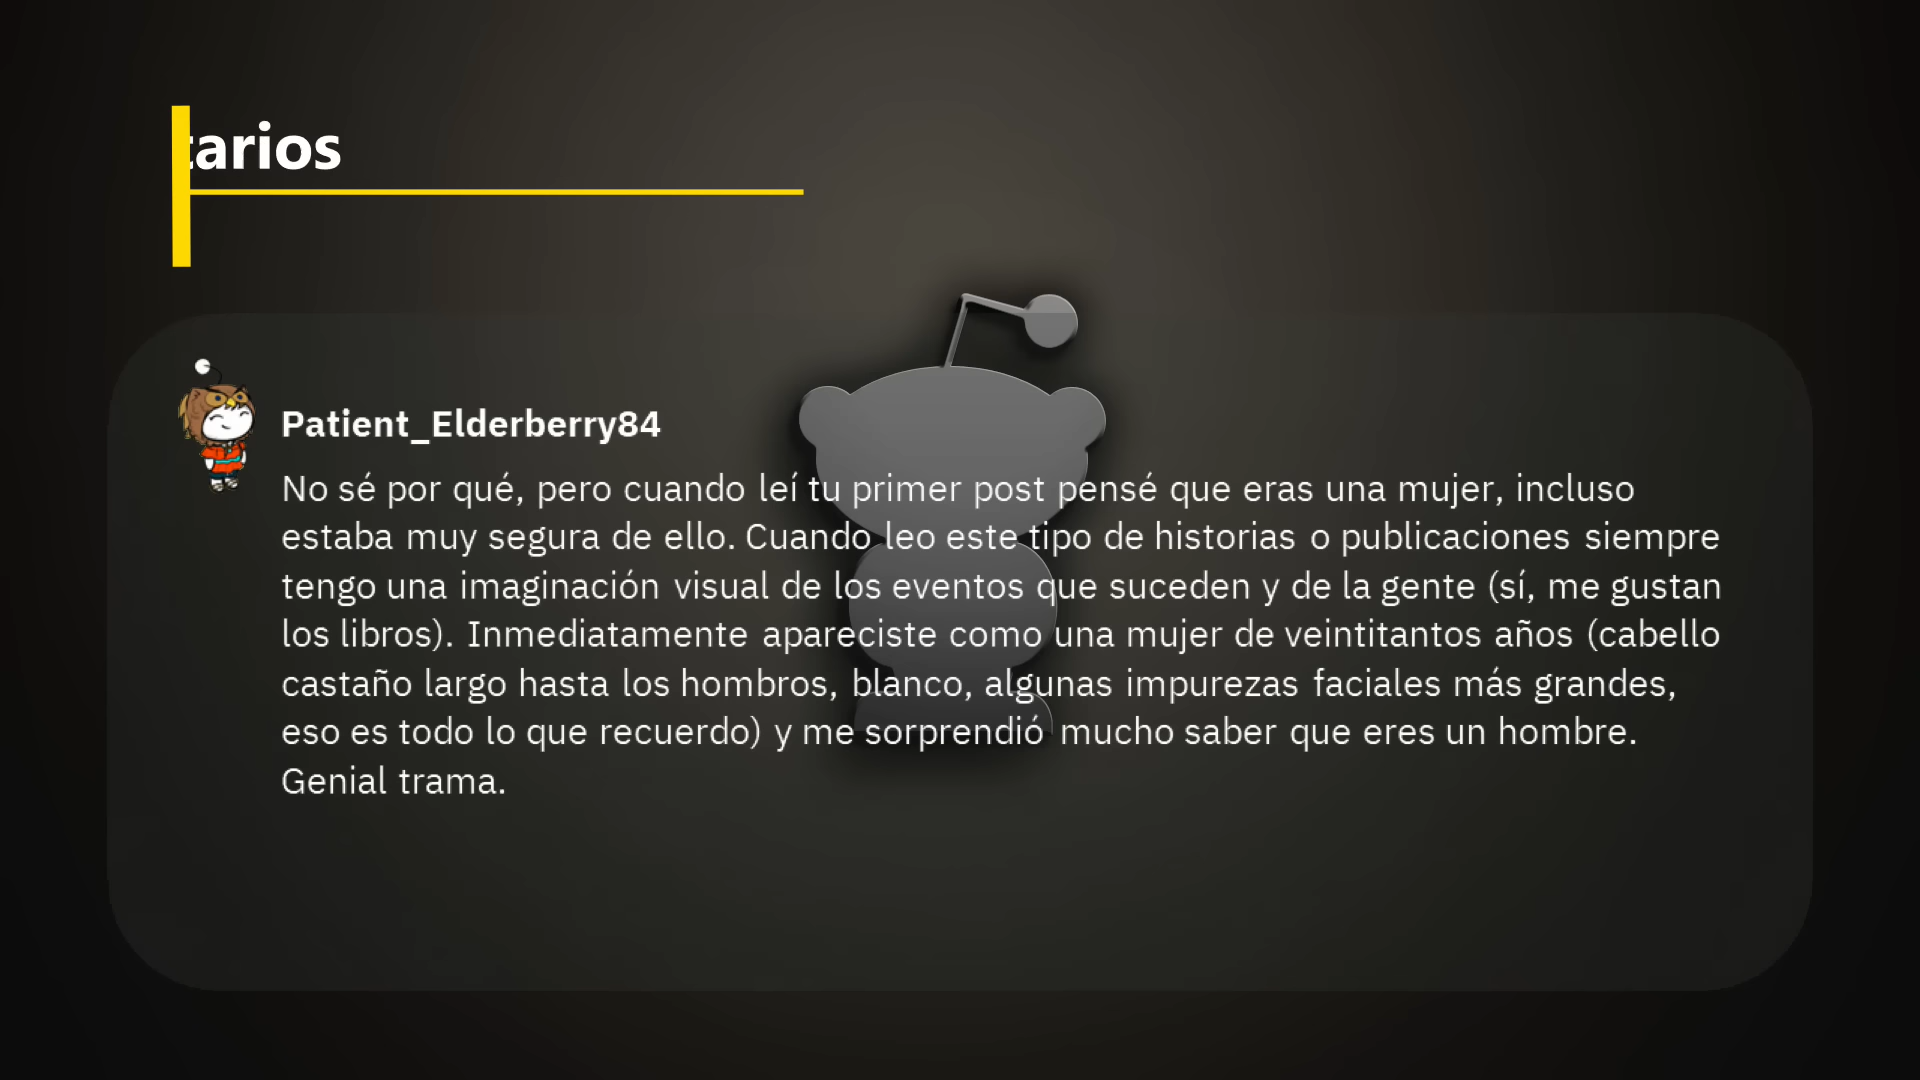 tarios
Patient_Elderberry84
No sé por qué, pero cuando leí tu primer post pensé que eras una mujer, incluso
estaba muy segura de ello. Cuando leo este tipo de historias o publicaciones siempre
tengo una imaginación visual de los eventos que suceden y de la gente (sí, me gustan
los libros). Inmediatamente apareciste como una mujer de veintitantos años (cabello
castaño largo hasta los hombros, blanco, algunas impurezas faciales más grandes,
eso es todo lo que recuerdo) y me sorprendió mucho saber que eres un hombre.
Genial trama.